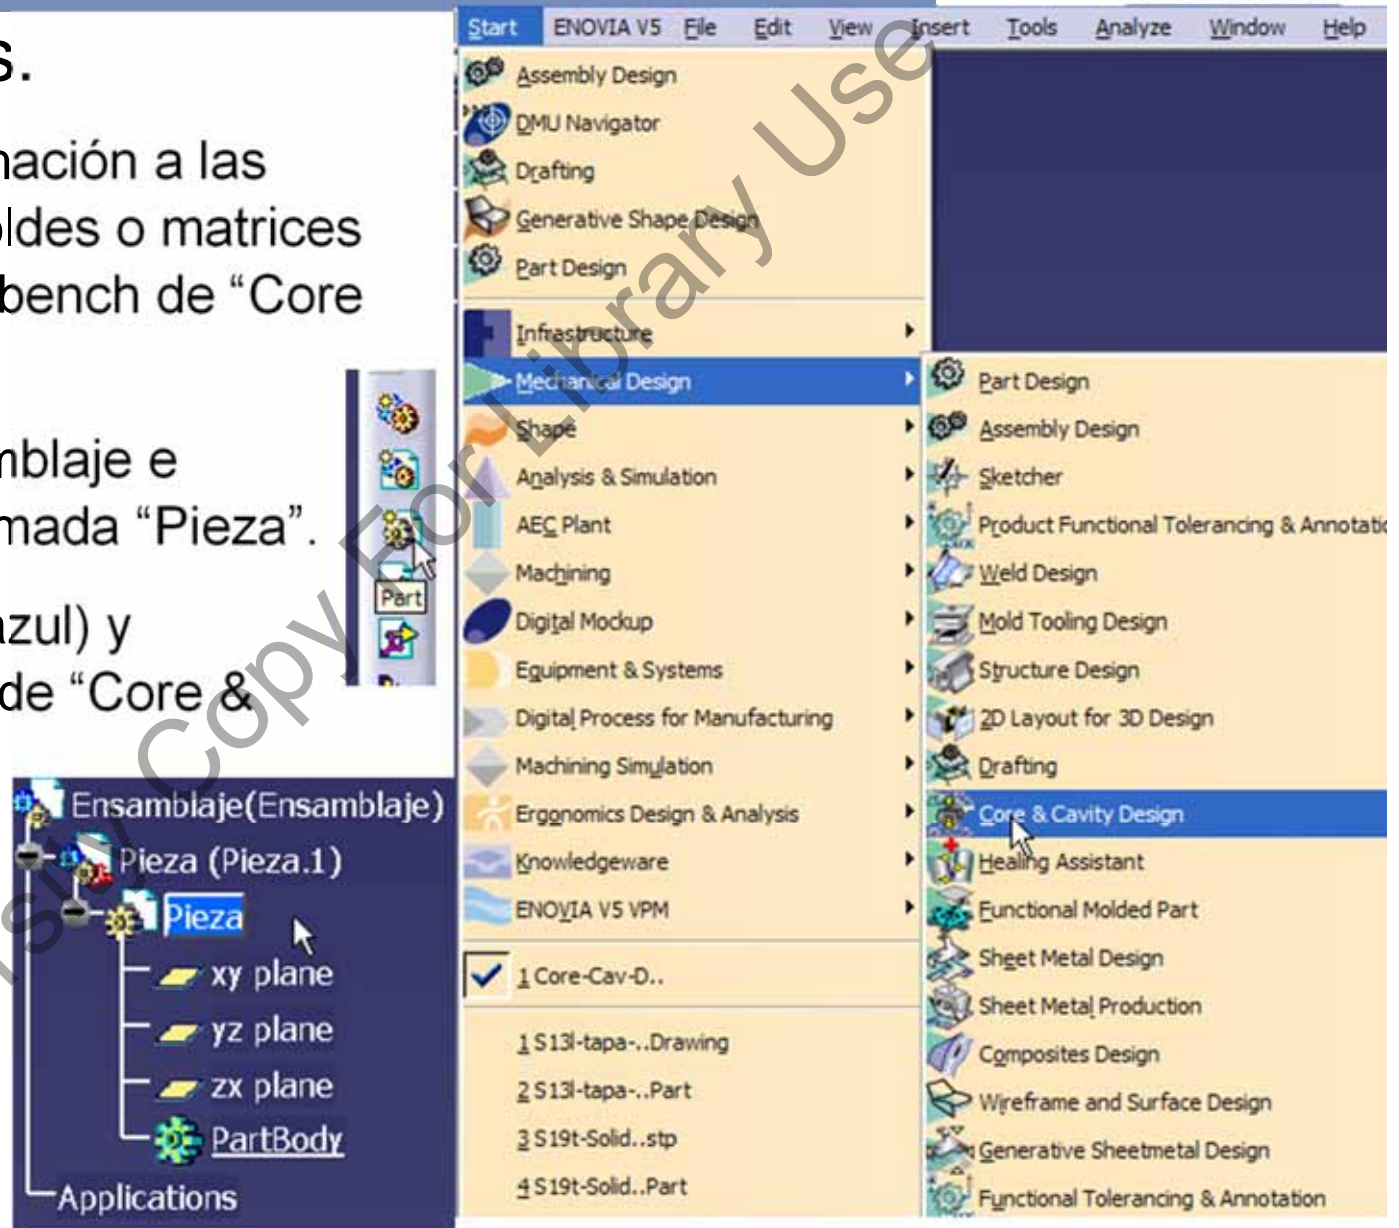 s.
nación a las
ldes o matrices
bench de “Core
mblaje e
mada “Pieza”.
azul) y
de “Core &
Part
Ensamblaje(Ensamblaje)
Pieza (Pieza.1)
Pieza
xy plane
yz plane
zx plane
PartBody
Applications
Start ENOVIA V5 File Edit View Insert Tools Analyze Window Help
Assembly Design
DMU Navigator
Drafting
Generative Shape Design
Part Design
Infrastructure
Mechanical Design
Shape
Analysis & Simulation
AEC Plant
Machining
Digital Mockup
Equipment & Systems
Digital Process for Manufacturing
Machining Simulation
Ergonomics Design & Analysis
Knowledgeware
ENOVIA V5 VPM
1 Core-Cav-D..
1 S13l-tapa-..Drawing
2 S13l-tapa-..Part
3 S19t-Solid..stp
4 S19t-Solid..Part
Part Design
Assembly Design
Sketcher
Product Functional Tolerancing & Annotatio
Weld Design
Mold Tooling Design
Structure Design
2D Layout for 3D Design
Drafting
Core & Cavity Design
Healing Assistant
Functional Molded Part
Sheet Metal Design
Sheet Metal Production
Composites Design
Wireframe and Surface Design
Generative Sheetmetal Design
Functional Tolerancing & Annotation
rsity Copy For Library Use